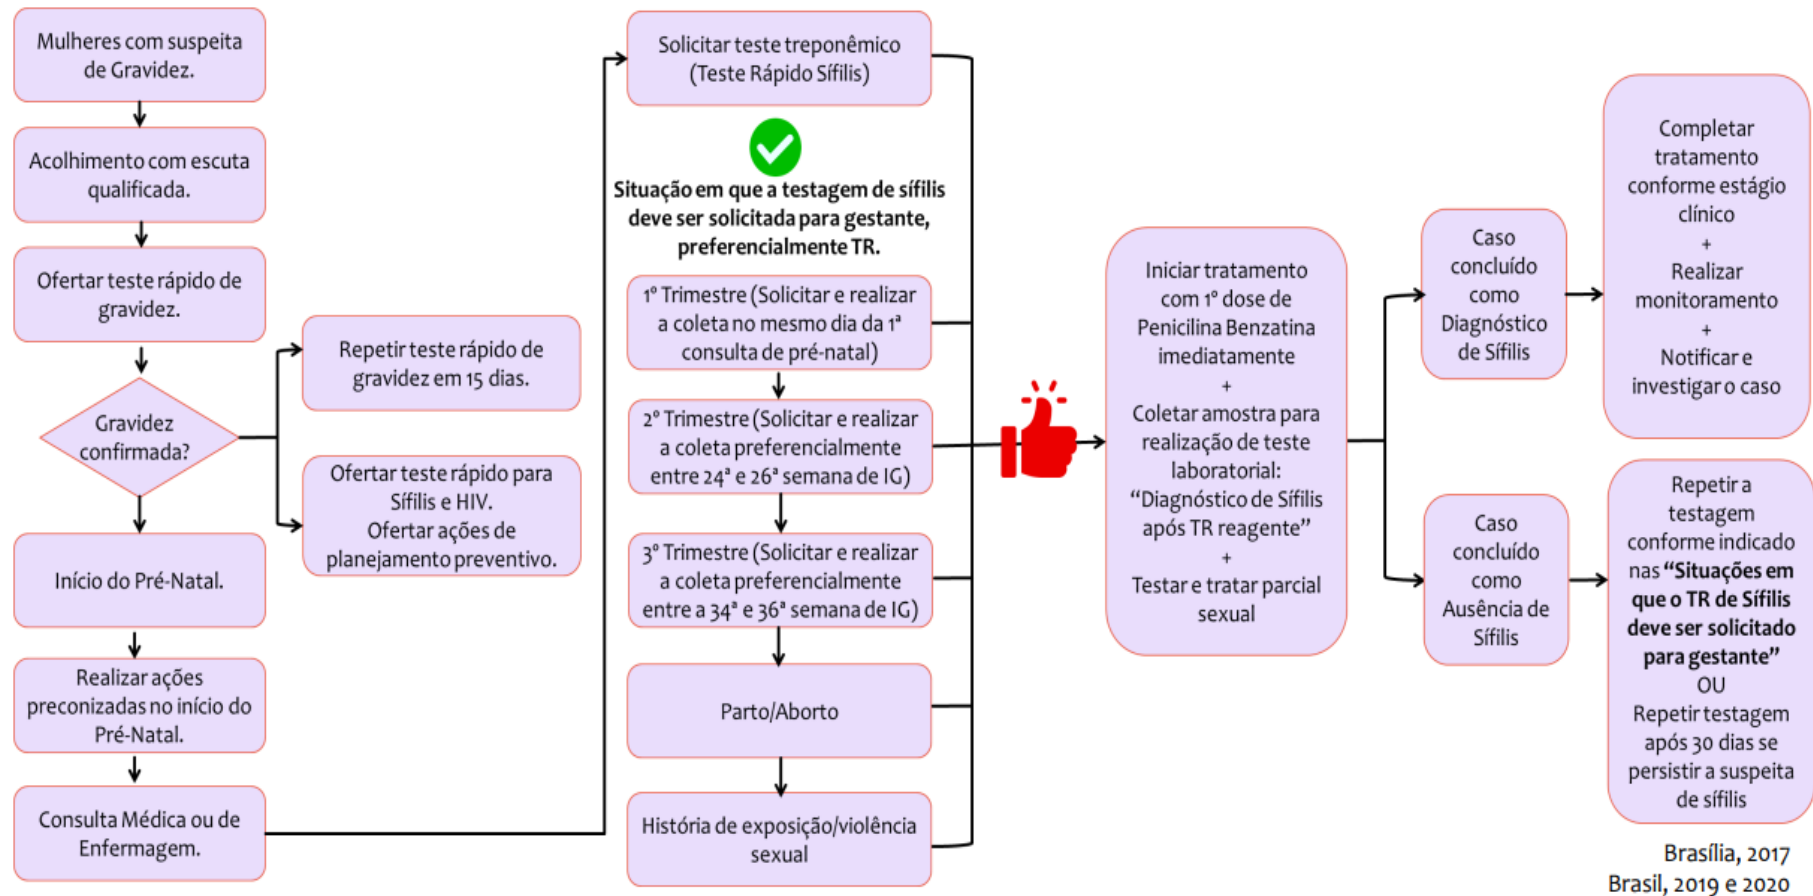 Mulheres com suspeita
de Gravidez.
Acolhimento com escuta
qualificada.
Ofertar teste rápido de
gravidez.
Gravidez
confirmada?
Repetir teste rápido de
gravidez em 15 dias.
Ofertar teste rápido para
Sífilis e HIV.
Ofertar ações de
planejamento preventivo.
Início do Pré-Natal.
Realizar ações
preconizadas no início do
Pré-Natal.
Consulta Médica ou de
Enfermagem.
Solicitar teste treponêmico
(Teste Rápido Sífilis)
Situação em que a testagem de sífilis
deve ser solicitada para gestante,
preferencialmente TR.
1º Trimestre (Solicitar e realizar
a coleta no mesmo dia da 1ª
consulta de pré-natal)
2º Trimestre (Solicitar e realizar
a coleta preferencialmente
entre 24ª e 26ª semana de IG)
3º Trimestre (Solicitar e realizar
a coleta preferencialmente
entre a 34ª e 36ª semana de IG)
Parto/Aborto
História de exposição/violência
sexual
Iniciar tratamento
com 1º dose de
Penicilina Benzatina
imediatamente
+
Coletar amostra para
realização de teste
laboratorial:
“Diagnóstico de Sífilis
após TR reagente”
+
Testar e tratar parcial
sexual
Caso
concluído
como
Diagnóstico
de Sífilis
Completar
tratamento
conforme estágio
clínico
+
Realizar
monitoramento
+
Notificar e
investigar o caso
Caso
concluído
como
Ausência de
Sífilis
Repetir a
testagem
conforme indicado
nas “Situações em
que o TR de Sífilis
deve ser solicitado
para gestante”
OU
Repetir testagem
após 30 dias se
persistir a suspeita
de sífilis
Brasília, 2017
Brasil, 2019 e 2020